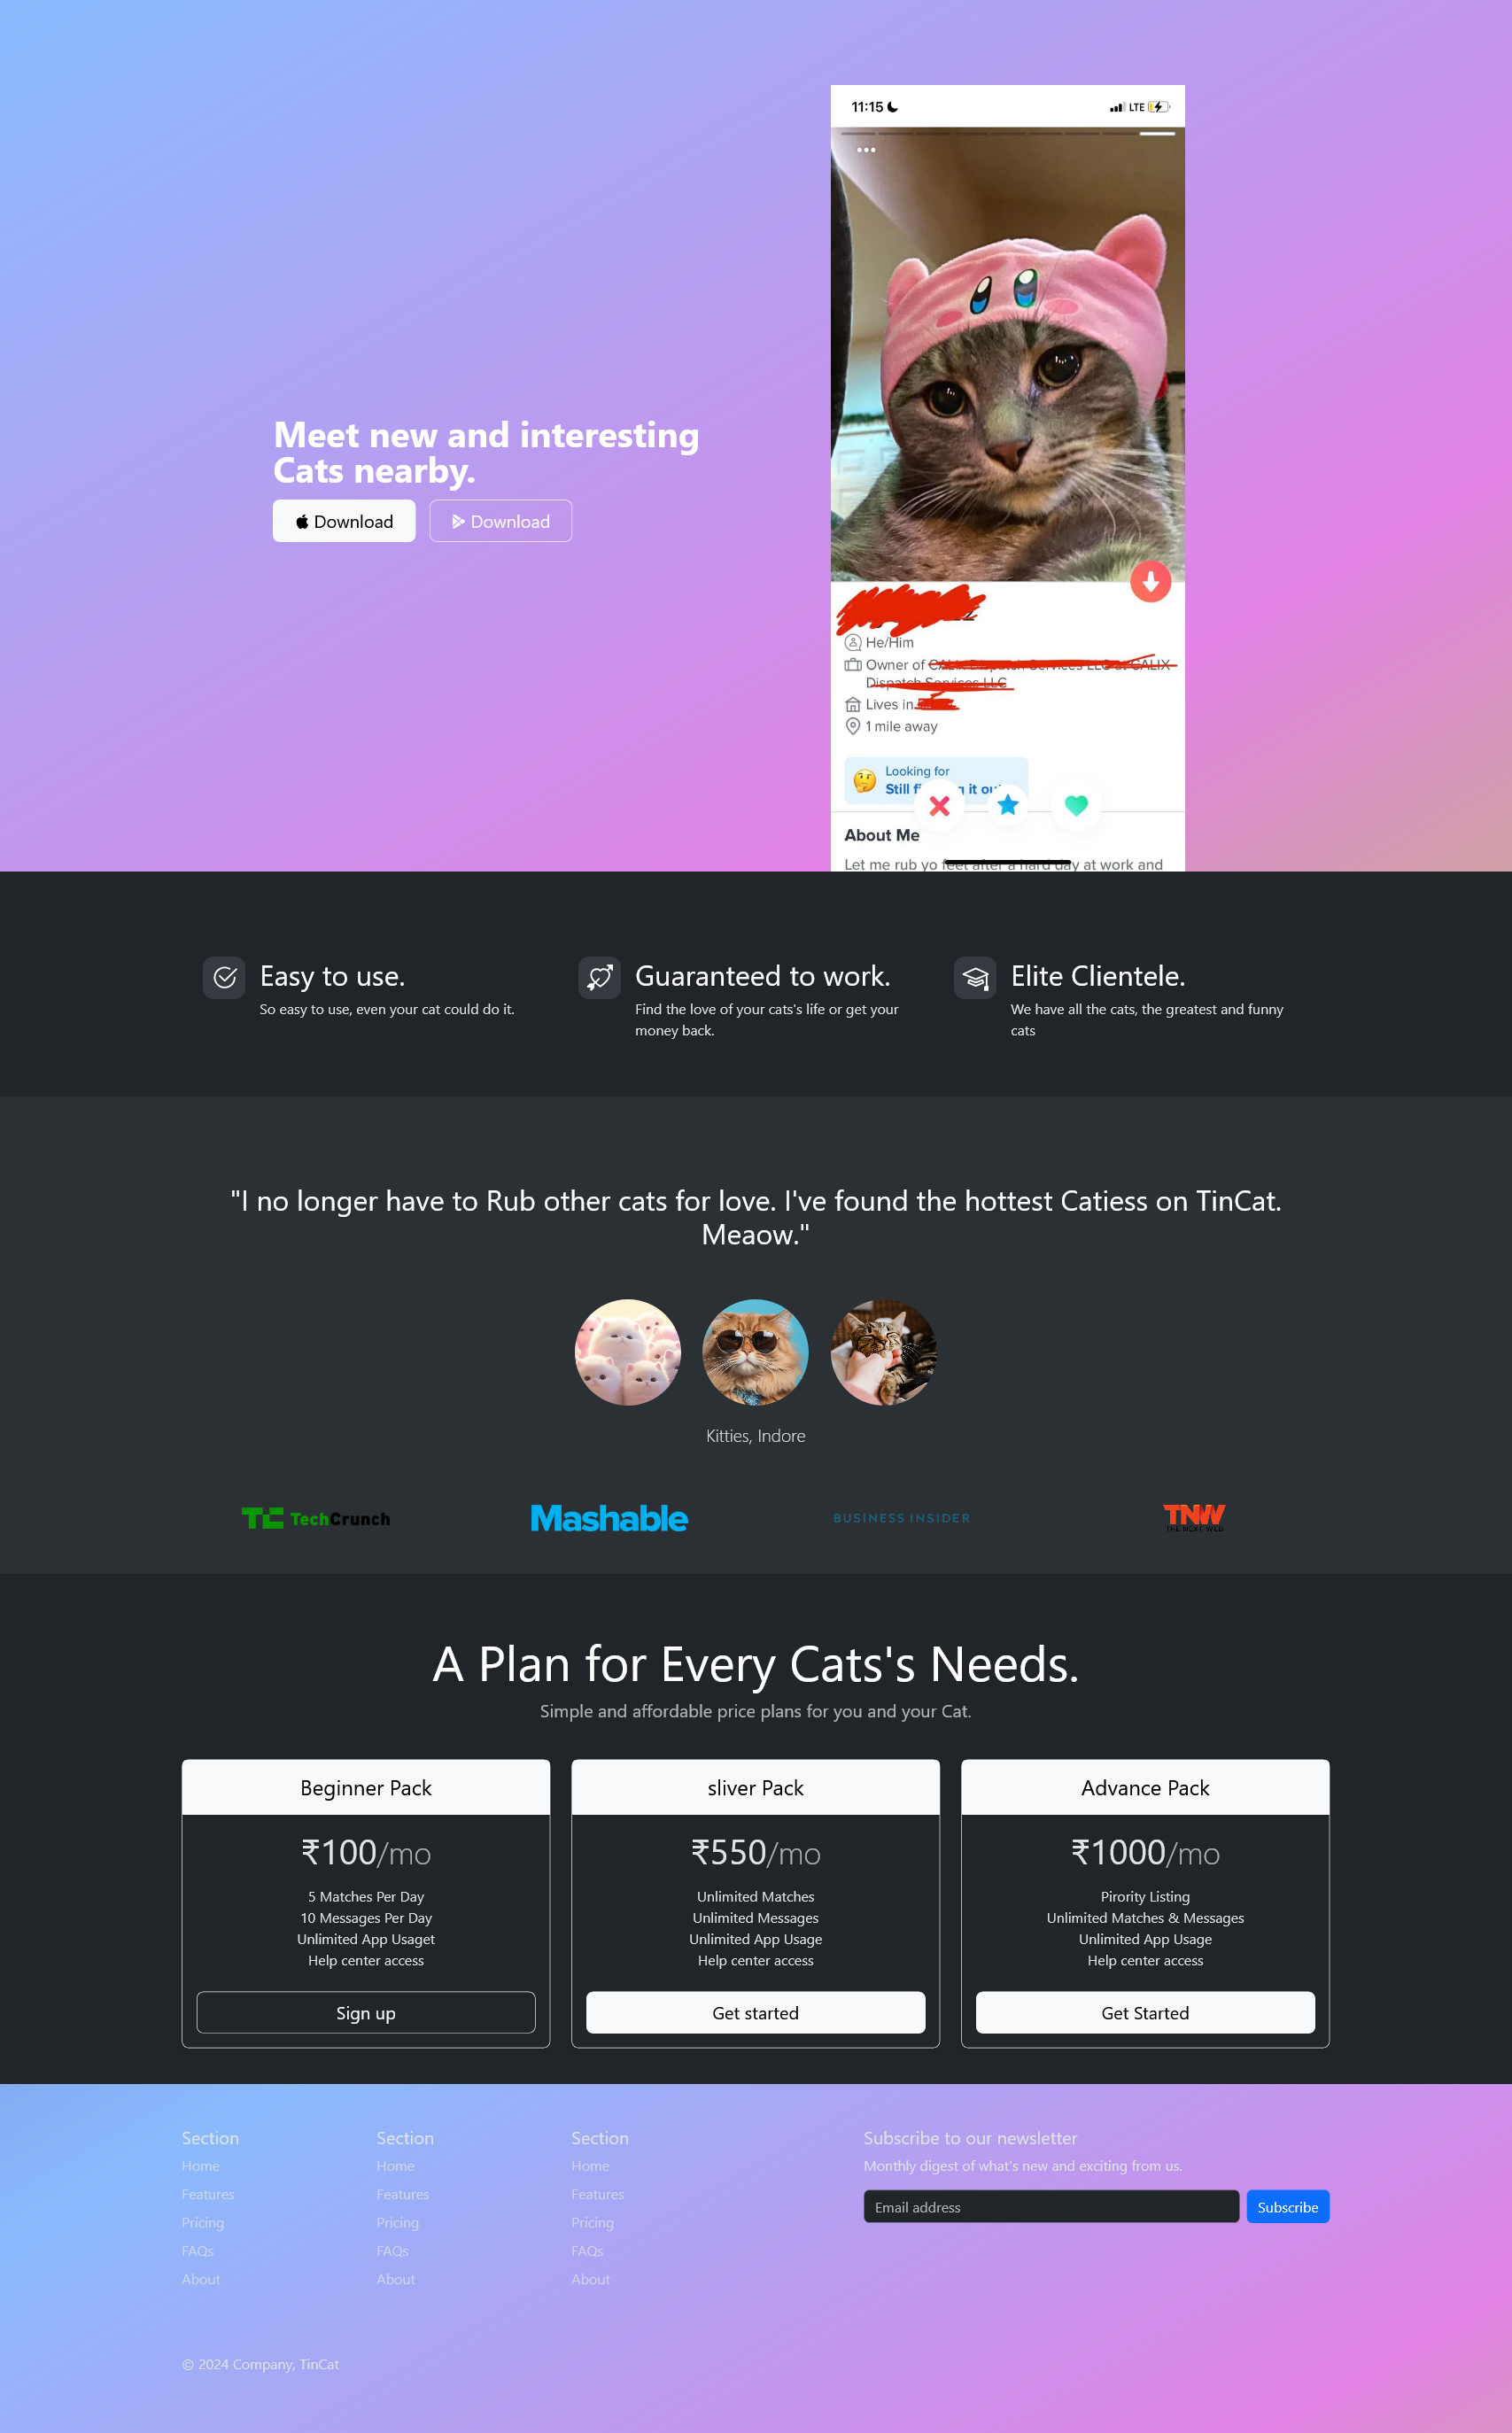 11:15
LTE
Meet new and interesting
Cats nearby.
Download
Download
He/Him
Owner of
Dispatch Services LLC
Lives in
1 mile away
Looking for
Still
About Me
Let me rub yo feet after a hard day at work and
Easy to use.
So easy to use, even your cat could do it.
Guaranteed to work.
Find the love of your cats's life or get your
money back.
Elite Clientele.
We have all the cats, the greatest and funny
cats
"I no longer have to Rub other cats for love. I've found the hottest Catiess on TinCat.
Meaow."
Kitties, Indore
TC TechCrunch
Mashable
BUSINESS INSIDER
TNW
THE NEXT WEB
A Plan for Every Cats's Needs.
Simple and affordable price plans for you and your Cat.
Beginner Pack
₹100/mo
5 Matches Per Day
10 Messages Per Day
Unlimited App Usaget
Help center access
Sign up
sliver Pack
₹550/mo
Unlimited Matches
Unlimited Messages
Unlimited App Usage
Help center access
Get started
Advance Pack
₹1000/mo
Pirority Listing
Unlimited Matches & Messages
Unlimited App Usage
Help center access
Get Started
Section
Home
Features
Pricing
FAQs
About
Section
Home
Features
Pricing
FAQs
About
Section
Home
Features
Pricing
FAQs
About
Subscribe to our newsletter
Monthly digest of what's new and exciting from us.
Email address
Subscribe
© 2024 Company, TinCat